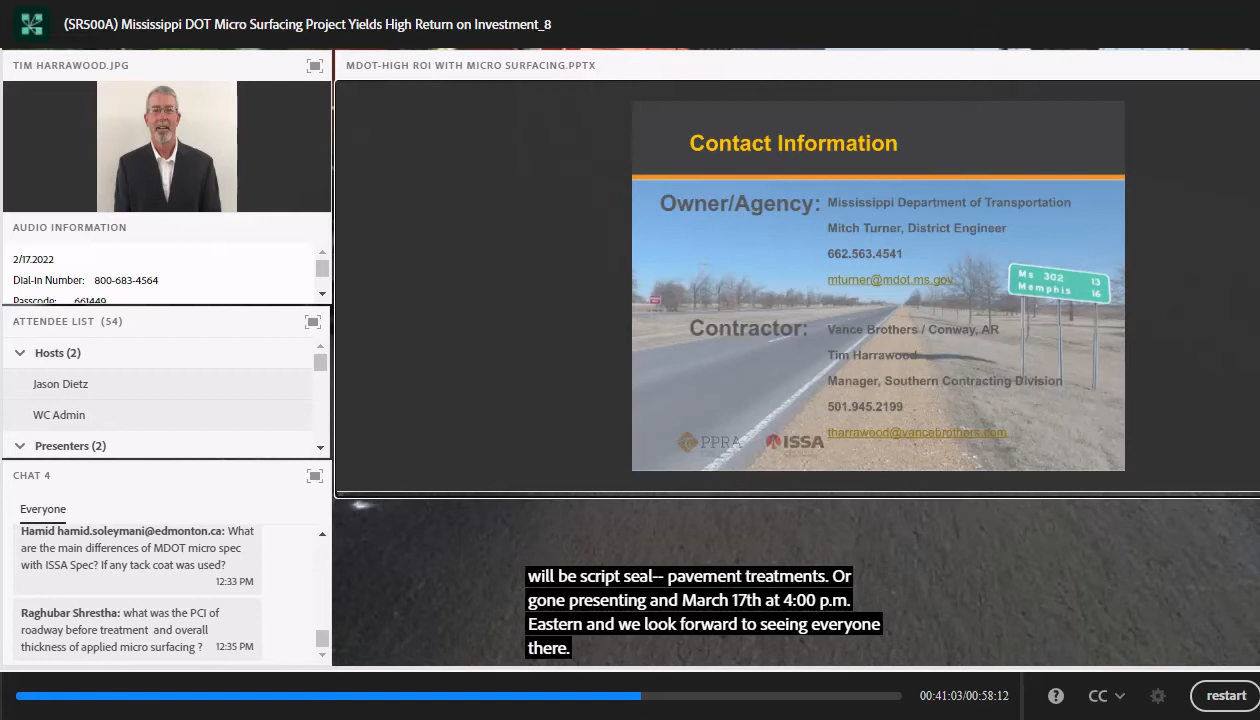 (SR500A) Mississippi DOT Micro Surfacing Project Yields High Return on Investment_8
TIM HARRAWOOD.JPG
AUDIO INFORMATION
2/17.2022
Dial-In Number: 800-683-4564
Passcode: 661449
ATTENDEE LIST (54)
Hosts (2)
Jason Dietz
WC Admin
Presenters (2)
CHAT 4
Everyone
Hamid hamid.soleymani@edmonton.ca: What
are the main differences of MDOT micro spec
with ISSA Spec? If any tack coat was used?
12:33 PM
Raghubar Shrestha: what was the PCI of
roadway before treatment and overall
thickness of applied micro surfacing ?
12:35 PM
MDOT-HIGH ROI WITH MICRO SURFACING.PPTX
Contact Information
Owner/Agency: Mississippi Department of Transportation
Mitch Turner, District Engineer
662.563.4541
mturner@mdot.ms.gov
Ms 302 13
Memphis 16
Contractor: Vance Brothers / Conway, AR
Tim Harrawood
Manager, Southern Contracting Division
501.945.2199
tharrawood@vancebrothers.com
PPRA ISSA
will be script seal-- pavement treatments. Or
gone presenting and March 17th at 4:00 p.m.
Eastern and we look forward to seeing everyone
there.
00:41:03/00:58:12
?
CC
restart